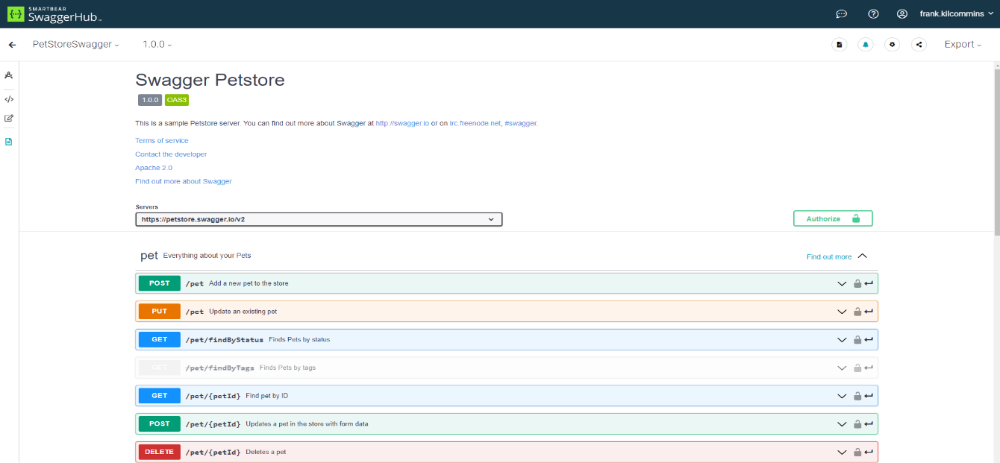 SMARTBEAR
SwaggerHub™
frank.kilcommins
PetStoreSwagger
1.0.0
Export
Swagger Petstore
1.0.0 OAS3
This is a sample Petstore server. You can find out more about Swagger at http://swagger.io or on irc.freenode.net, #swagger.
Terms of service
Contact the developer
Apache 2.0
Find out more about Swagger
Servers
https://petstore.swagger.io/v2
Authorize
pet Everything about your Pets
Find out more
POST /pet Add a new pet to the store
PUT /pet Update an existing pet
GET /pet/findByStatus Finds Pets by status
GET /pet/findByTags Finds Pets by tags
GET /pet/{petId} Find pet by ID
POST /pet/{petId} Updates a pet in the store with form data
DELETE /pet/{petId} Deletes a pet